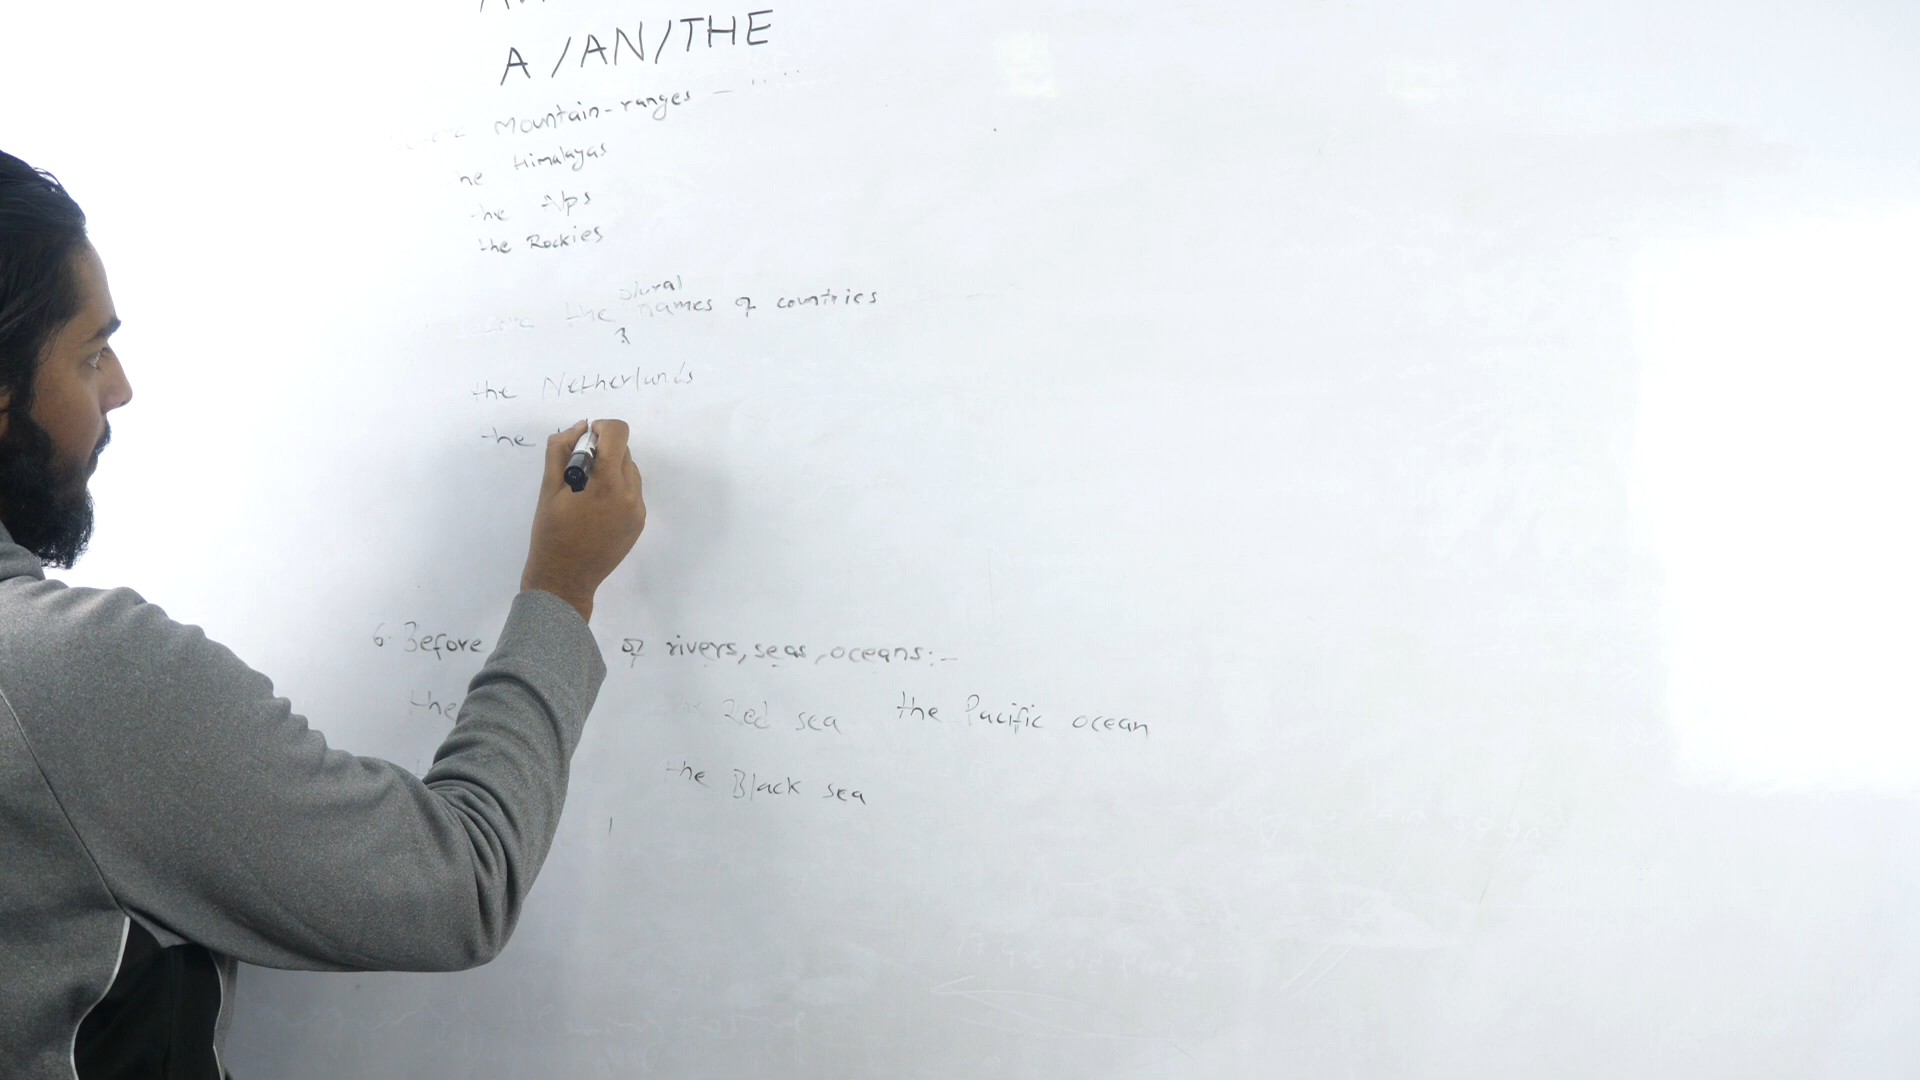 A/AN/THE
Mountain-ranges -
Himalayas
the Alps
the Rockies
plural
the names of countries
the Netherlands
the
6. Before of rivers, seas, oceans:-
the Red sea the Pacific ocean
the Black sea